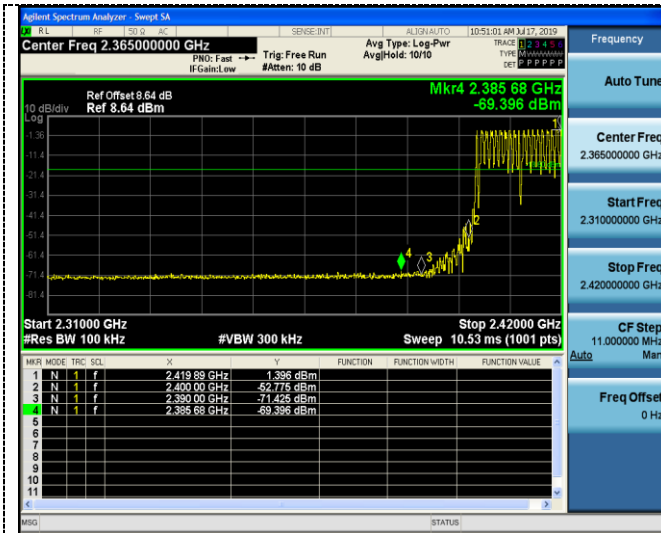 Agilent Spectrum Analyzer - Swept SA
RL RF 50 Ω AC SENSE:INT ALIGN AUTO 10:51:01 AM Jul 17, 2019
Center Freq 2.365000000 GHz
PNO: Fast
IFGain:Low
Trig: Free Run
#Atten: 10 dB
Avg Type: Log-Pwr
Avg|Hold: 10/10
TRACE 1 2 3 4 5 6
TYPE M
DET P P P P P P
Ref Offset 8.64 dB
Ref 8.64 dBm
10 dB/div
Log
Mkr4 2.385 68 GHz
-69.396 dBm
-1.36
-11.4
-21.4
-31.4
-41.4
-51.4
-61.4
-71.4
-81.4
1
2
3
4
Start 2.31000 GHz
#Res BW 100 kHz
#VBW 300 kHz
Stop 2.42000 GHz
Sweep 10.53 ms (1001 pts)
MKR MODE TRC SCL X Y FUNCTION FUNCTION WIDTH FUNCTION VALUE
1 N 1 f 2.419 89 GHz 1.396 dBm
2 N 1 f 2.400 00 GHz -52.775 dBm
3 N 1 f 2.390 00 GHz -71.425 dBm
4 N 1 f 2.385 68 GHz -69.396 dBm
5
6
7
8
9
10
11
MSG STATUS
Frequency
Auto Tune
Center Freq
2.365000000 GHz
Start Freq
2.310000000 GHz
Stop Freq
2.420000000 GHz
CF Step
11.000000 MHz
Auto Man
Freq Offset
0 Hz